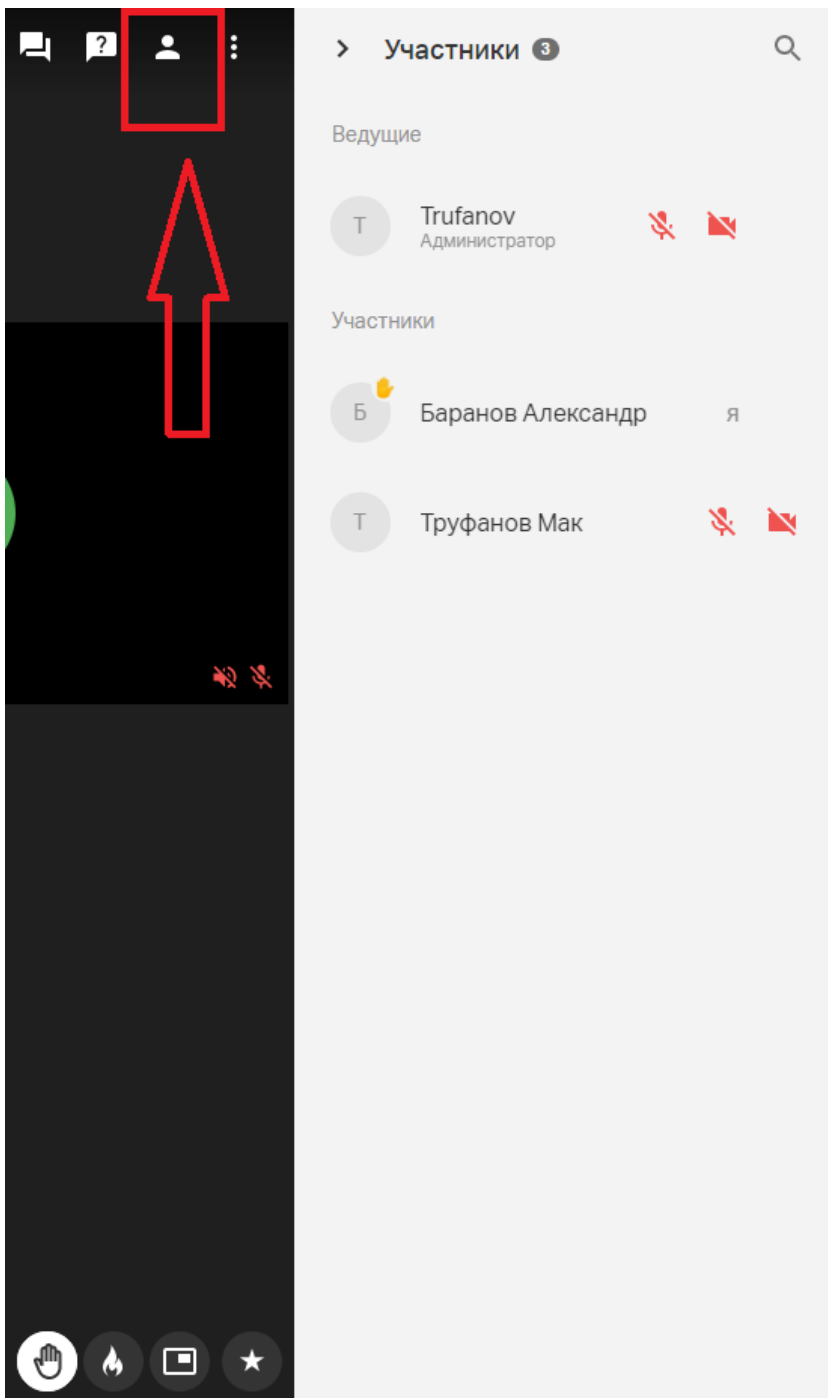 ?
Участники 3
Ведущие
T
Trufanov
Администратор
Участники
Б
Баранов Александр
я
Т
Труфанов Мак